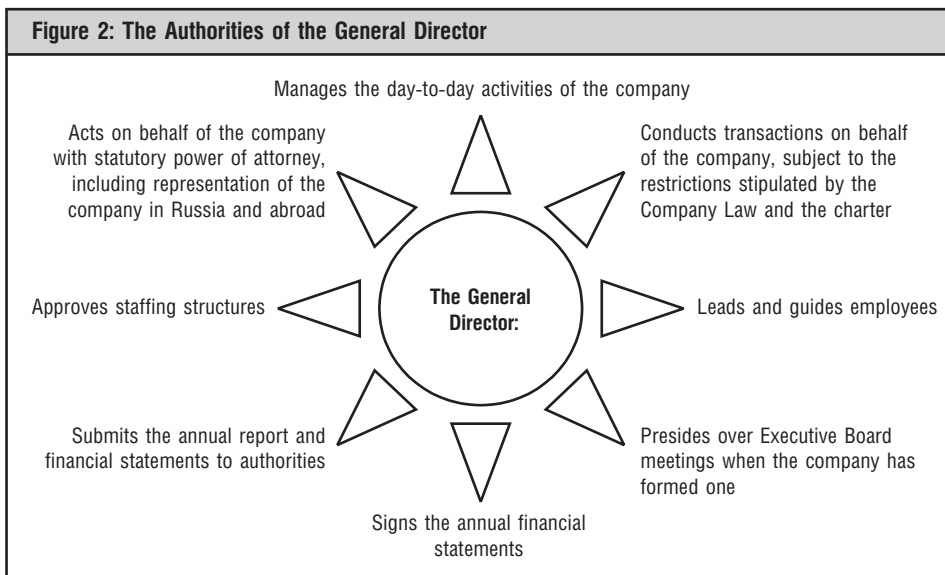 Figure 2: The Authorities of the General Director
Manages the day-to-day activities of the company
Acts on behalf of the company
with statutory power of attorney,
including representation of the
company in Russia and abroad
Conducts transactions on behalf
of the company, subject to the
restrictions stipulated by the
Company Law and the charter
Approves staffing structures
The General
Director:
Leads and guides employees
Submits the annual report and
financial statements to authorities
Presides over Executive Board
meetings when the company has
formed one
Signs the annual financial
statements